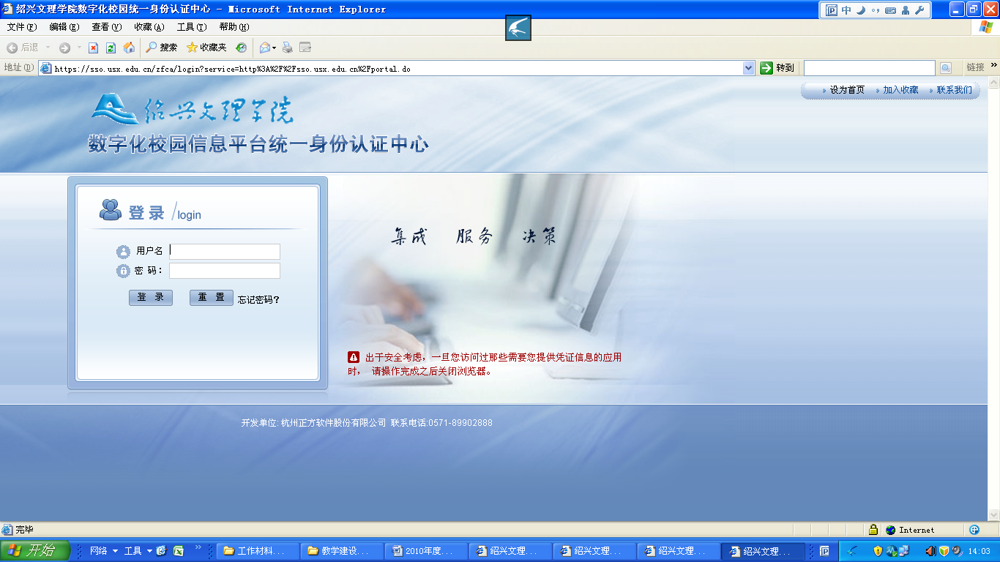 绍兴文理学院数字化校园统一身份认证中心 - Microsoft Internet Explorer
中
文件(F) 编辑(E) 查看(V) 收藏(A) 工具(T) 帮助(H)
后退 搜索 收藏夹
地址(D) https://sso.usx.edu.cn/zfca/login?service=http%3A%2F%2Fsso.usx.edu.cn%2Fportal.do 转到 链接 »
» 设为首页 » 加入收藏 » 联系我们
绍兴文理学院
数字化校园信息平台统一身份认证中心
登 录 /login
用户名
密 码：
登 录 重 置 忘记密码?
集成 服务 决策
出于安全考虑，一旦您访问过那些需要您提供凭证信息的应用
时， 请操作完成之后关闭浏览器。
开发单位: 杭州正方软件股份有限公司 联系电话:0571-89902888
完毕 Internet
开始 网络 工具 » 工作材料... 教学建设... 2010年度... 绍兴文理... 绍兴文理... 绍兴文理... 绍兴文理... 14:03